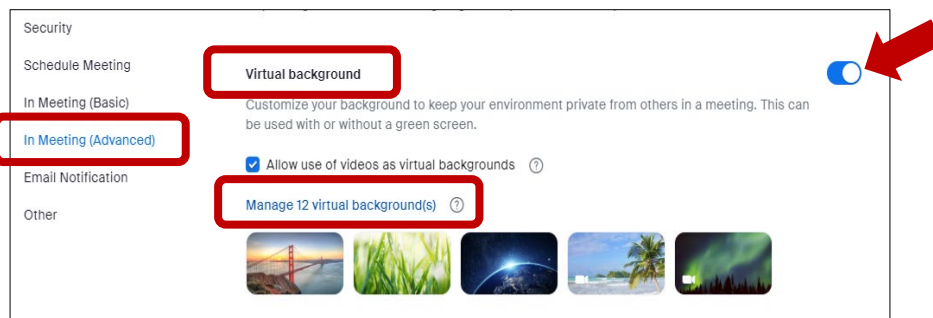 Security
Schedule Meeting
In Meeting (Basic)
In Meeting (Advanced)
Email Notification
Other
Virtual background
Customize your background to keep your environment private from others in a meeting. This can
be used with or without a green screen.
Allow use of videos as virtual backgrounds ?
Manage 12 virtual background(s) ?